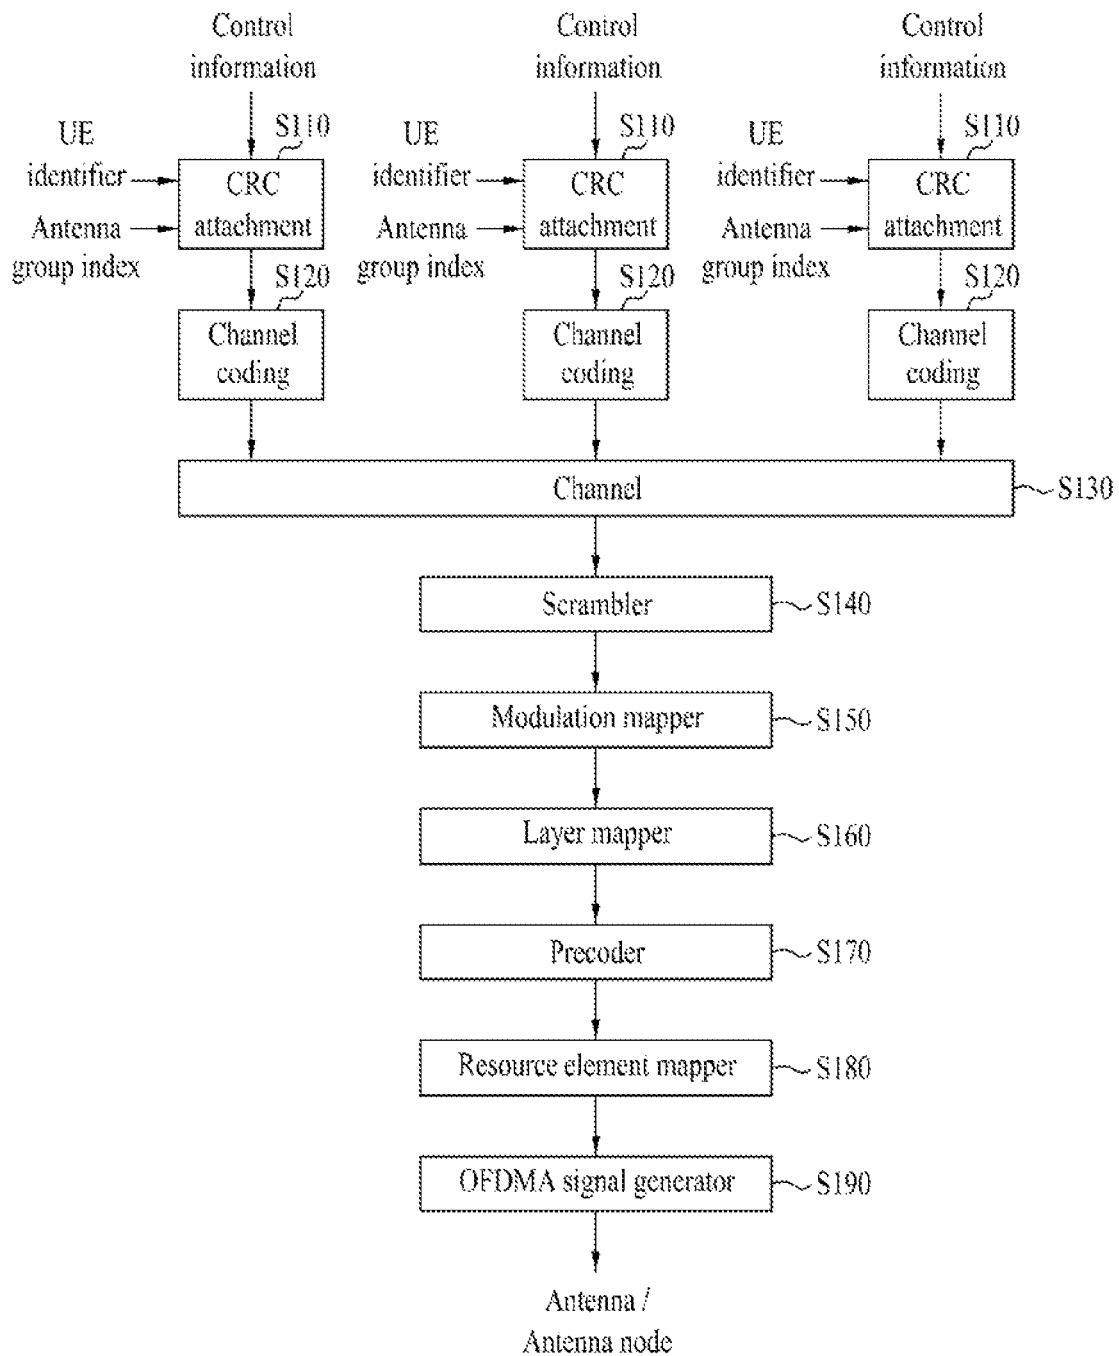 Control
information
Control
information
Control
information
UE
identifier
S110
CRC
attachment
Antenna
group index
UE
identifier
S110
CRC
attachment
Antenna
group index
UE
identifier
S110
CRC
attachment
Antenna
group index
S120
Channel
coding
S120
Channel
coding
S120
Channel
coding
Channel
S130
Scrambler
S140
Modulation mapper
S150
Layer mapper
S160
Precoder
S170
Resource element mapper
S180
OFDMA signal generator
S190
Antenna /
Antenna node